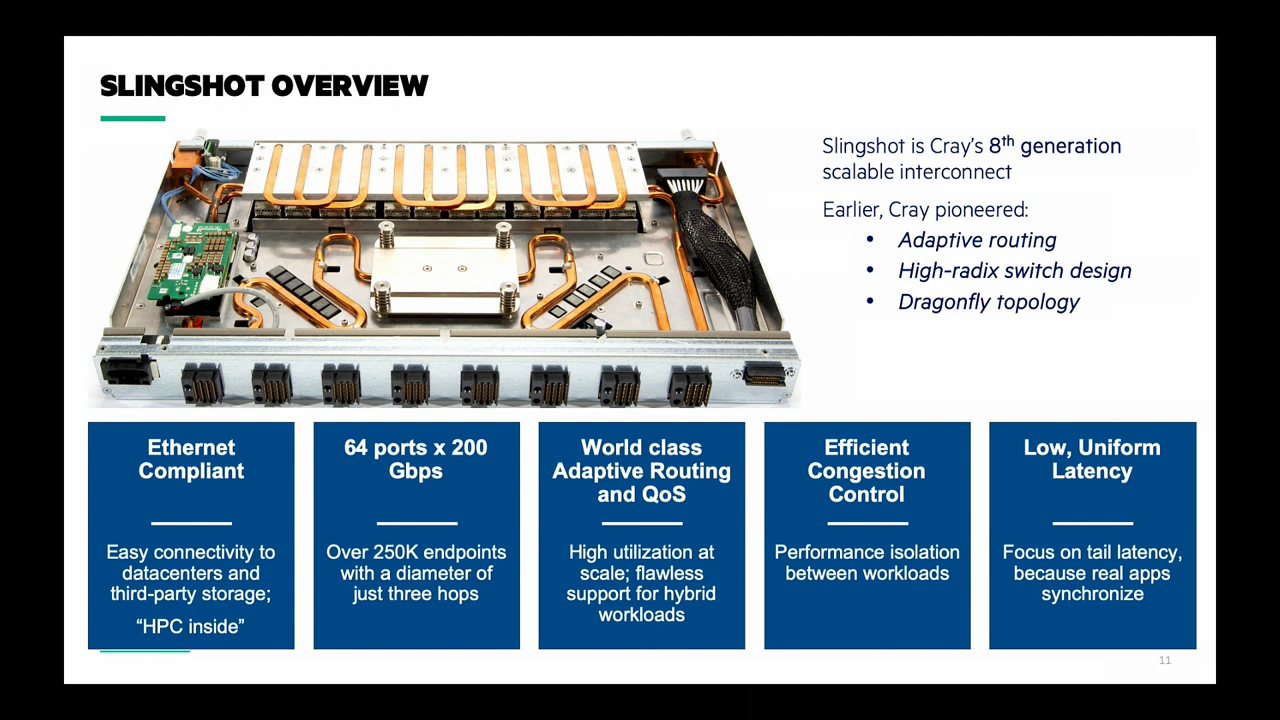 SLINGSHOT OVERVIEW
Slingshot is Cray's 8th generation
scalable interconnect
Earlier, Cray pioneered:
• Adaptive routing
• High-radix switch design
• Dragonfly topology
Ethernet
Compliant
Easy connectivity to
datacenters and
third-party storage;
“HPC inside”
64 ports x 200
Gbps
Over 250K endpoints
with a diameter of
just three hops
World class
Adaptive Routing
and QoS
High utilization at
scale; flawless
support for hybrid
workloads
Efficient
Congestion
Control
Performance isolation
between workloads
Low, Uniform
Latency
Focus on tail latency,
because real apps
synchronize
11